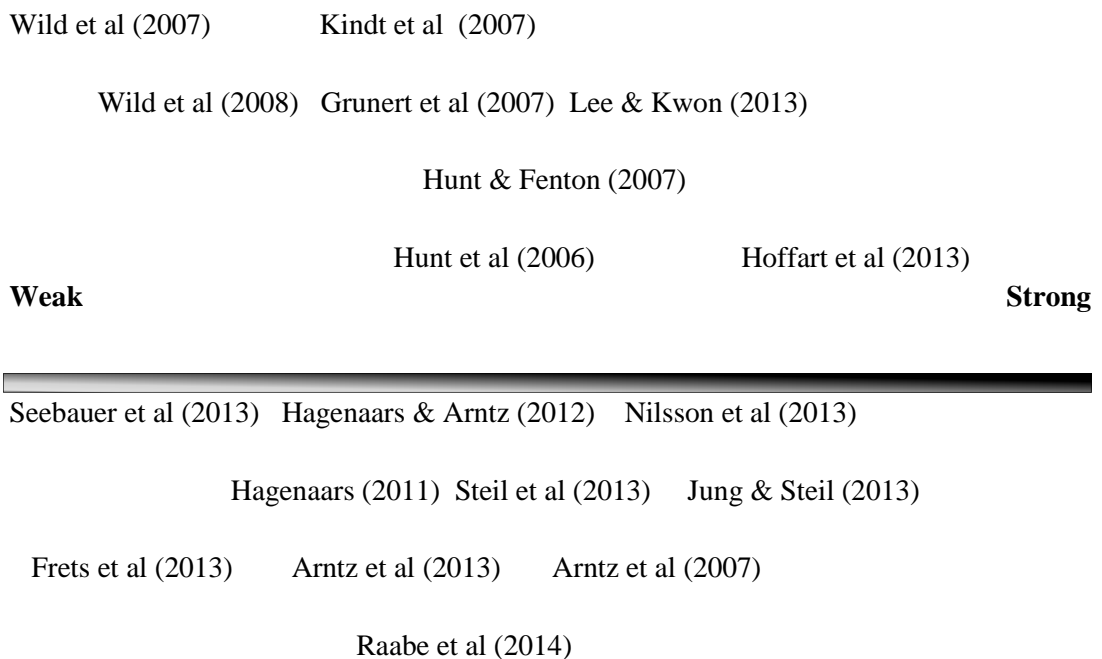 Wild et al (2007) Kindt et al (2007)
Wild et al (2008) Grunert et al (2007) Lee & Kwon (2013)
Hunt & Fenton (2007)
Hunt et al (2006) Hoffart et al (2013)
Weak Strong
Seebauer et al (2013) Hagenaars & Arntz (2012) Nilsson et al (2013)
Hagenaars (2011) Steil et al (2013) Jung & Steil (2013)
Frets et al (2013) Arntz et al (2013) Arntz et al (2007)
Raabe et al (2014)